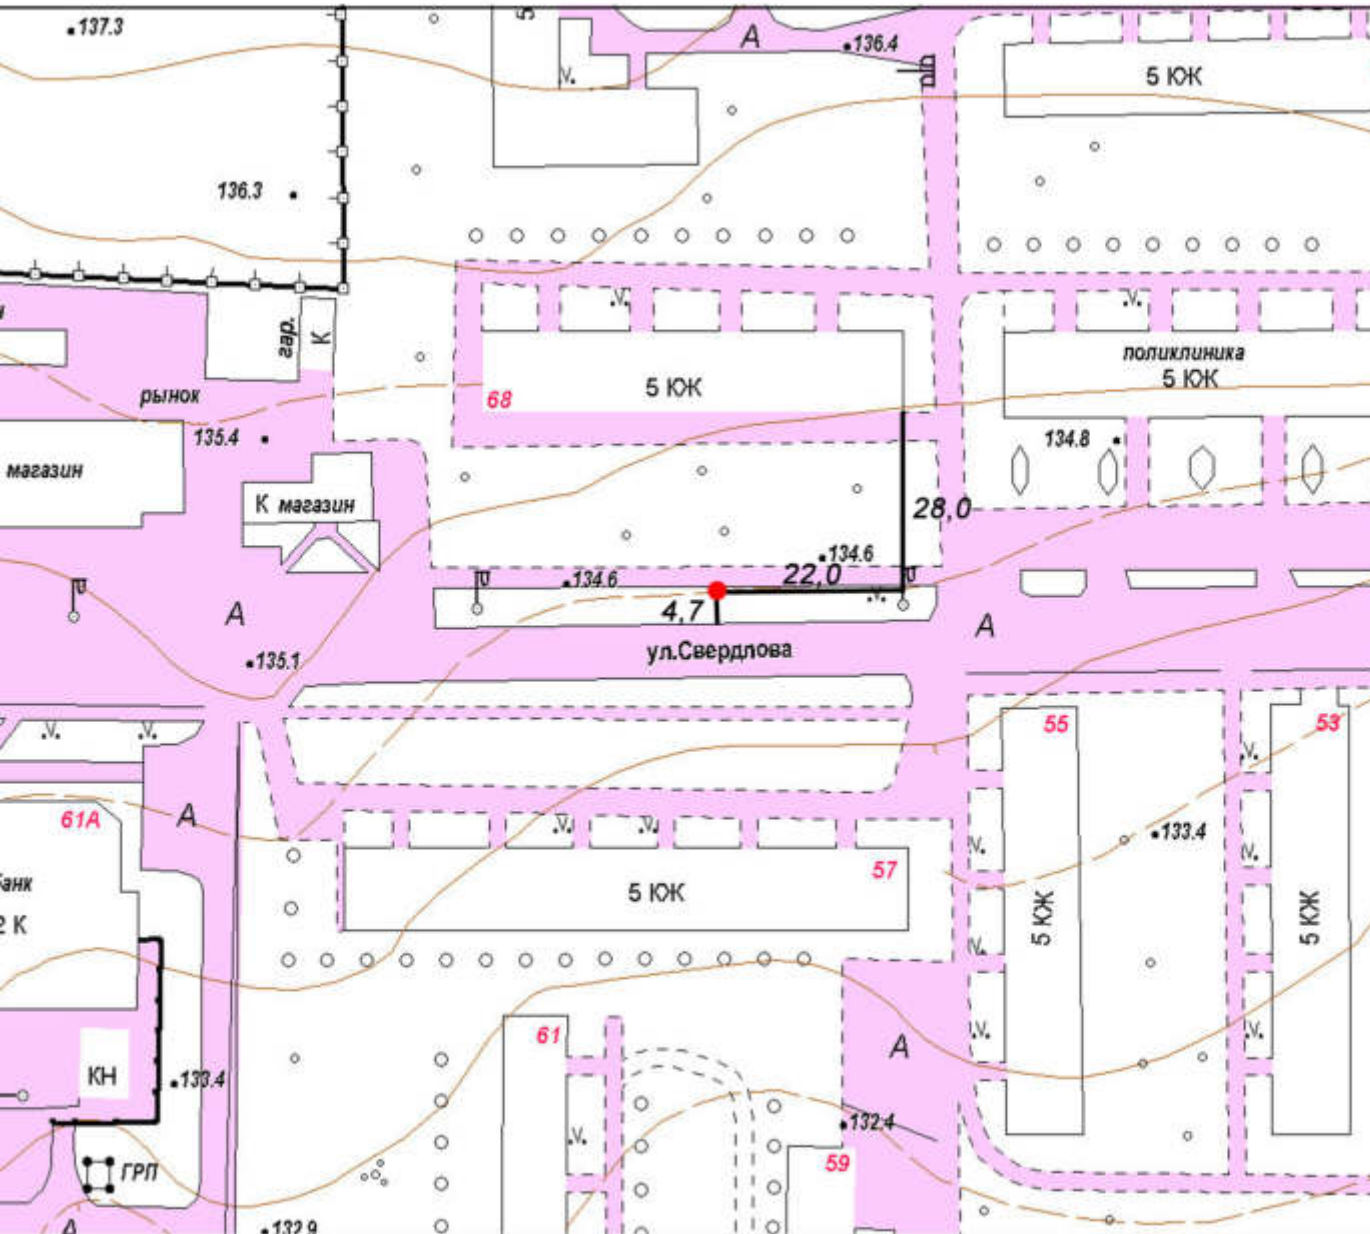 137.3
5
А
136.4
5 КЖ
136.3
гар.
К
рынок
135.4
68
5 КЖ
поликлиника
5 КЖ
134.8
магазин
К магазин
28,0
134.6
134.6
22,0
4,7
А
135.1
ул.Свердлова
А
55
53
61А
А
133.4
57
5 КЖ
банк
2 К
5 КЖ
5 КЖ
61
А
КН
133.4
132.4
59
ГРП
А
132.9